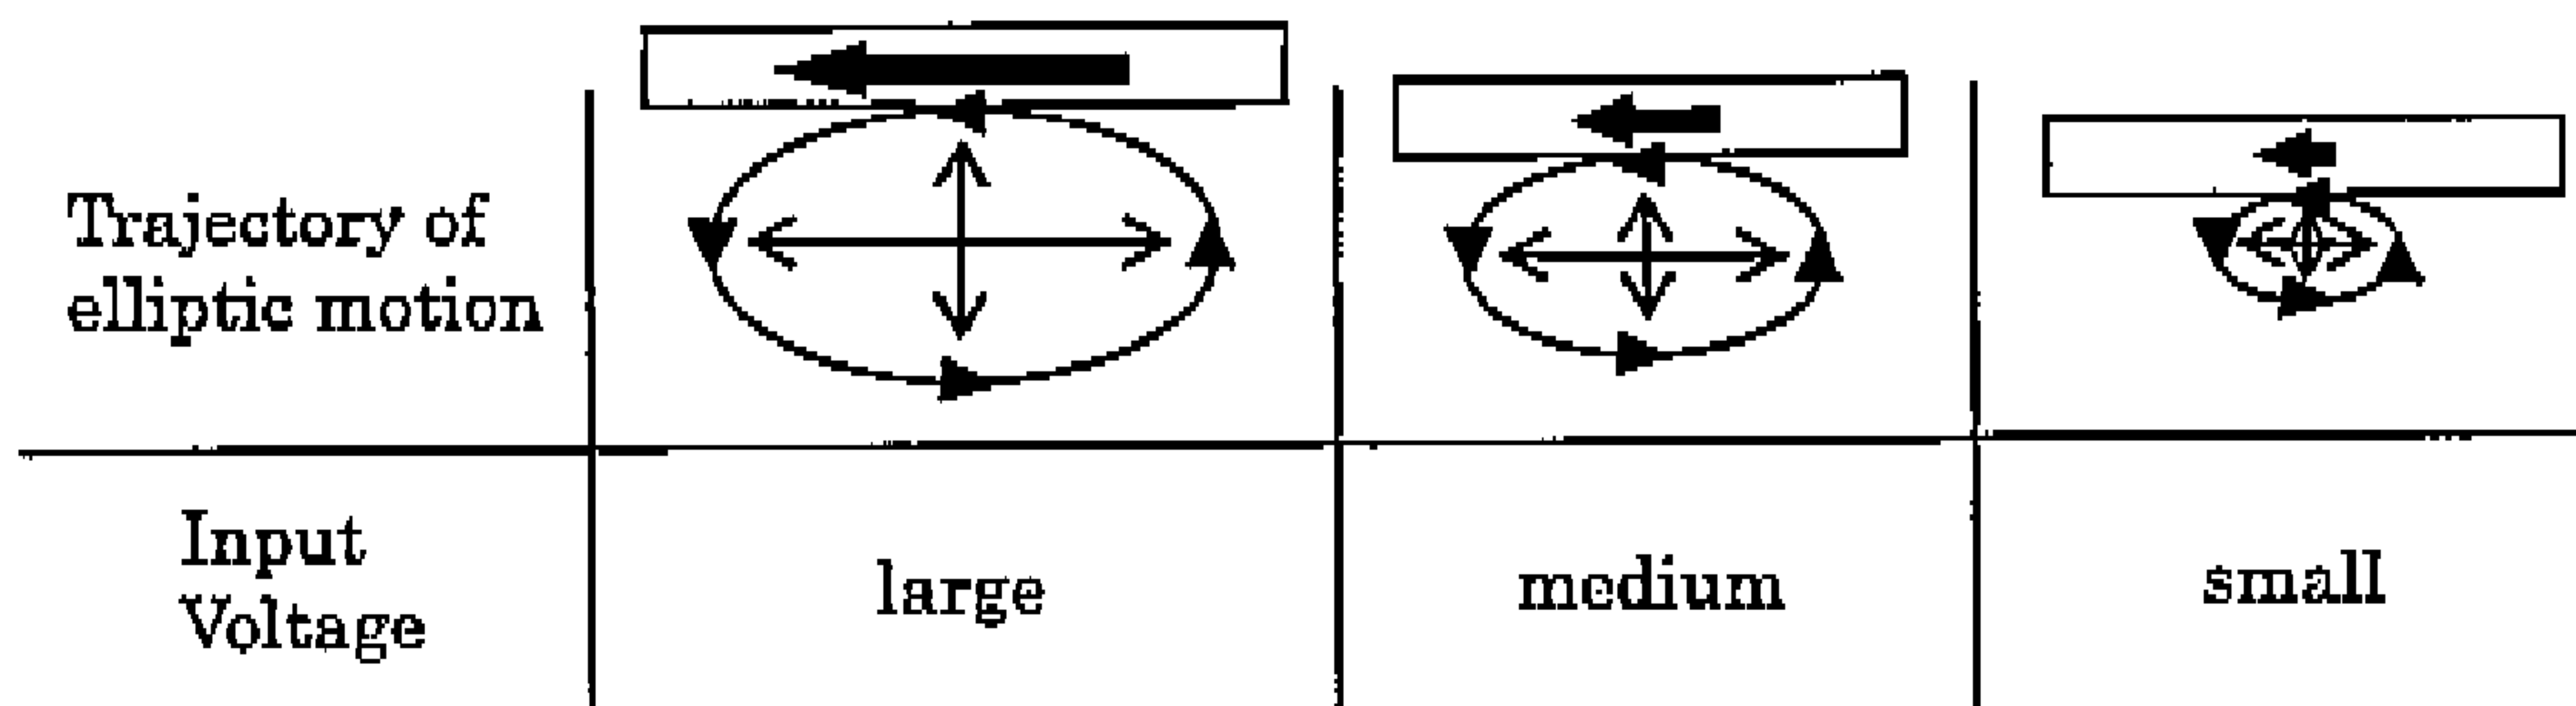 Trajectory of
elliptic motion
Input
Voltage
large
medium
small